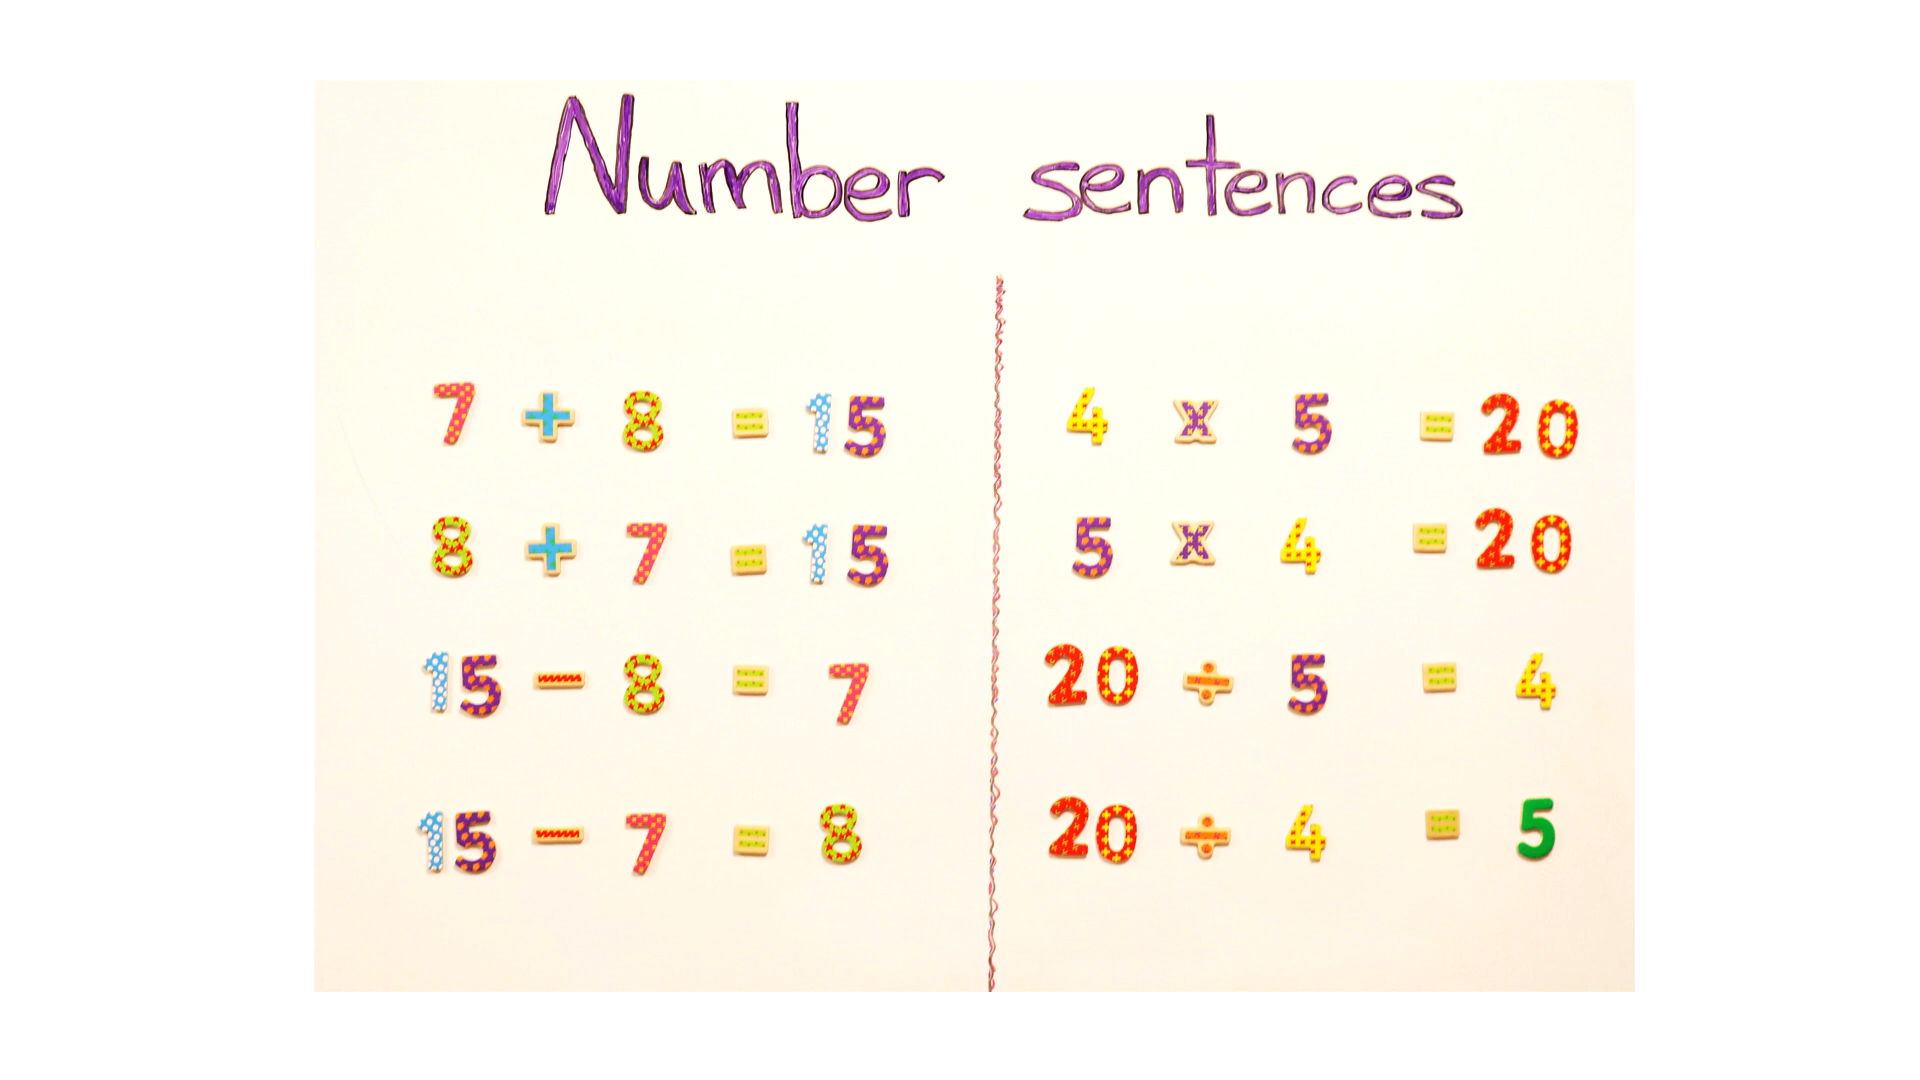 Number sentences
7 + 8 = 15
8 + 7 = 15
15 - 8 = 7
15 - 7 = 8
4 x 5 = 20
5 x 4 = 20
20 ÷ 5 = 4
20 ÷ 4 = 5